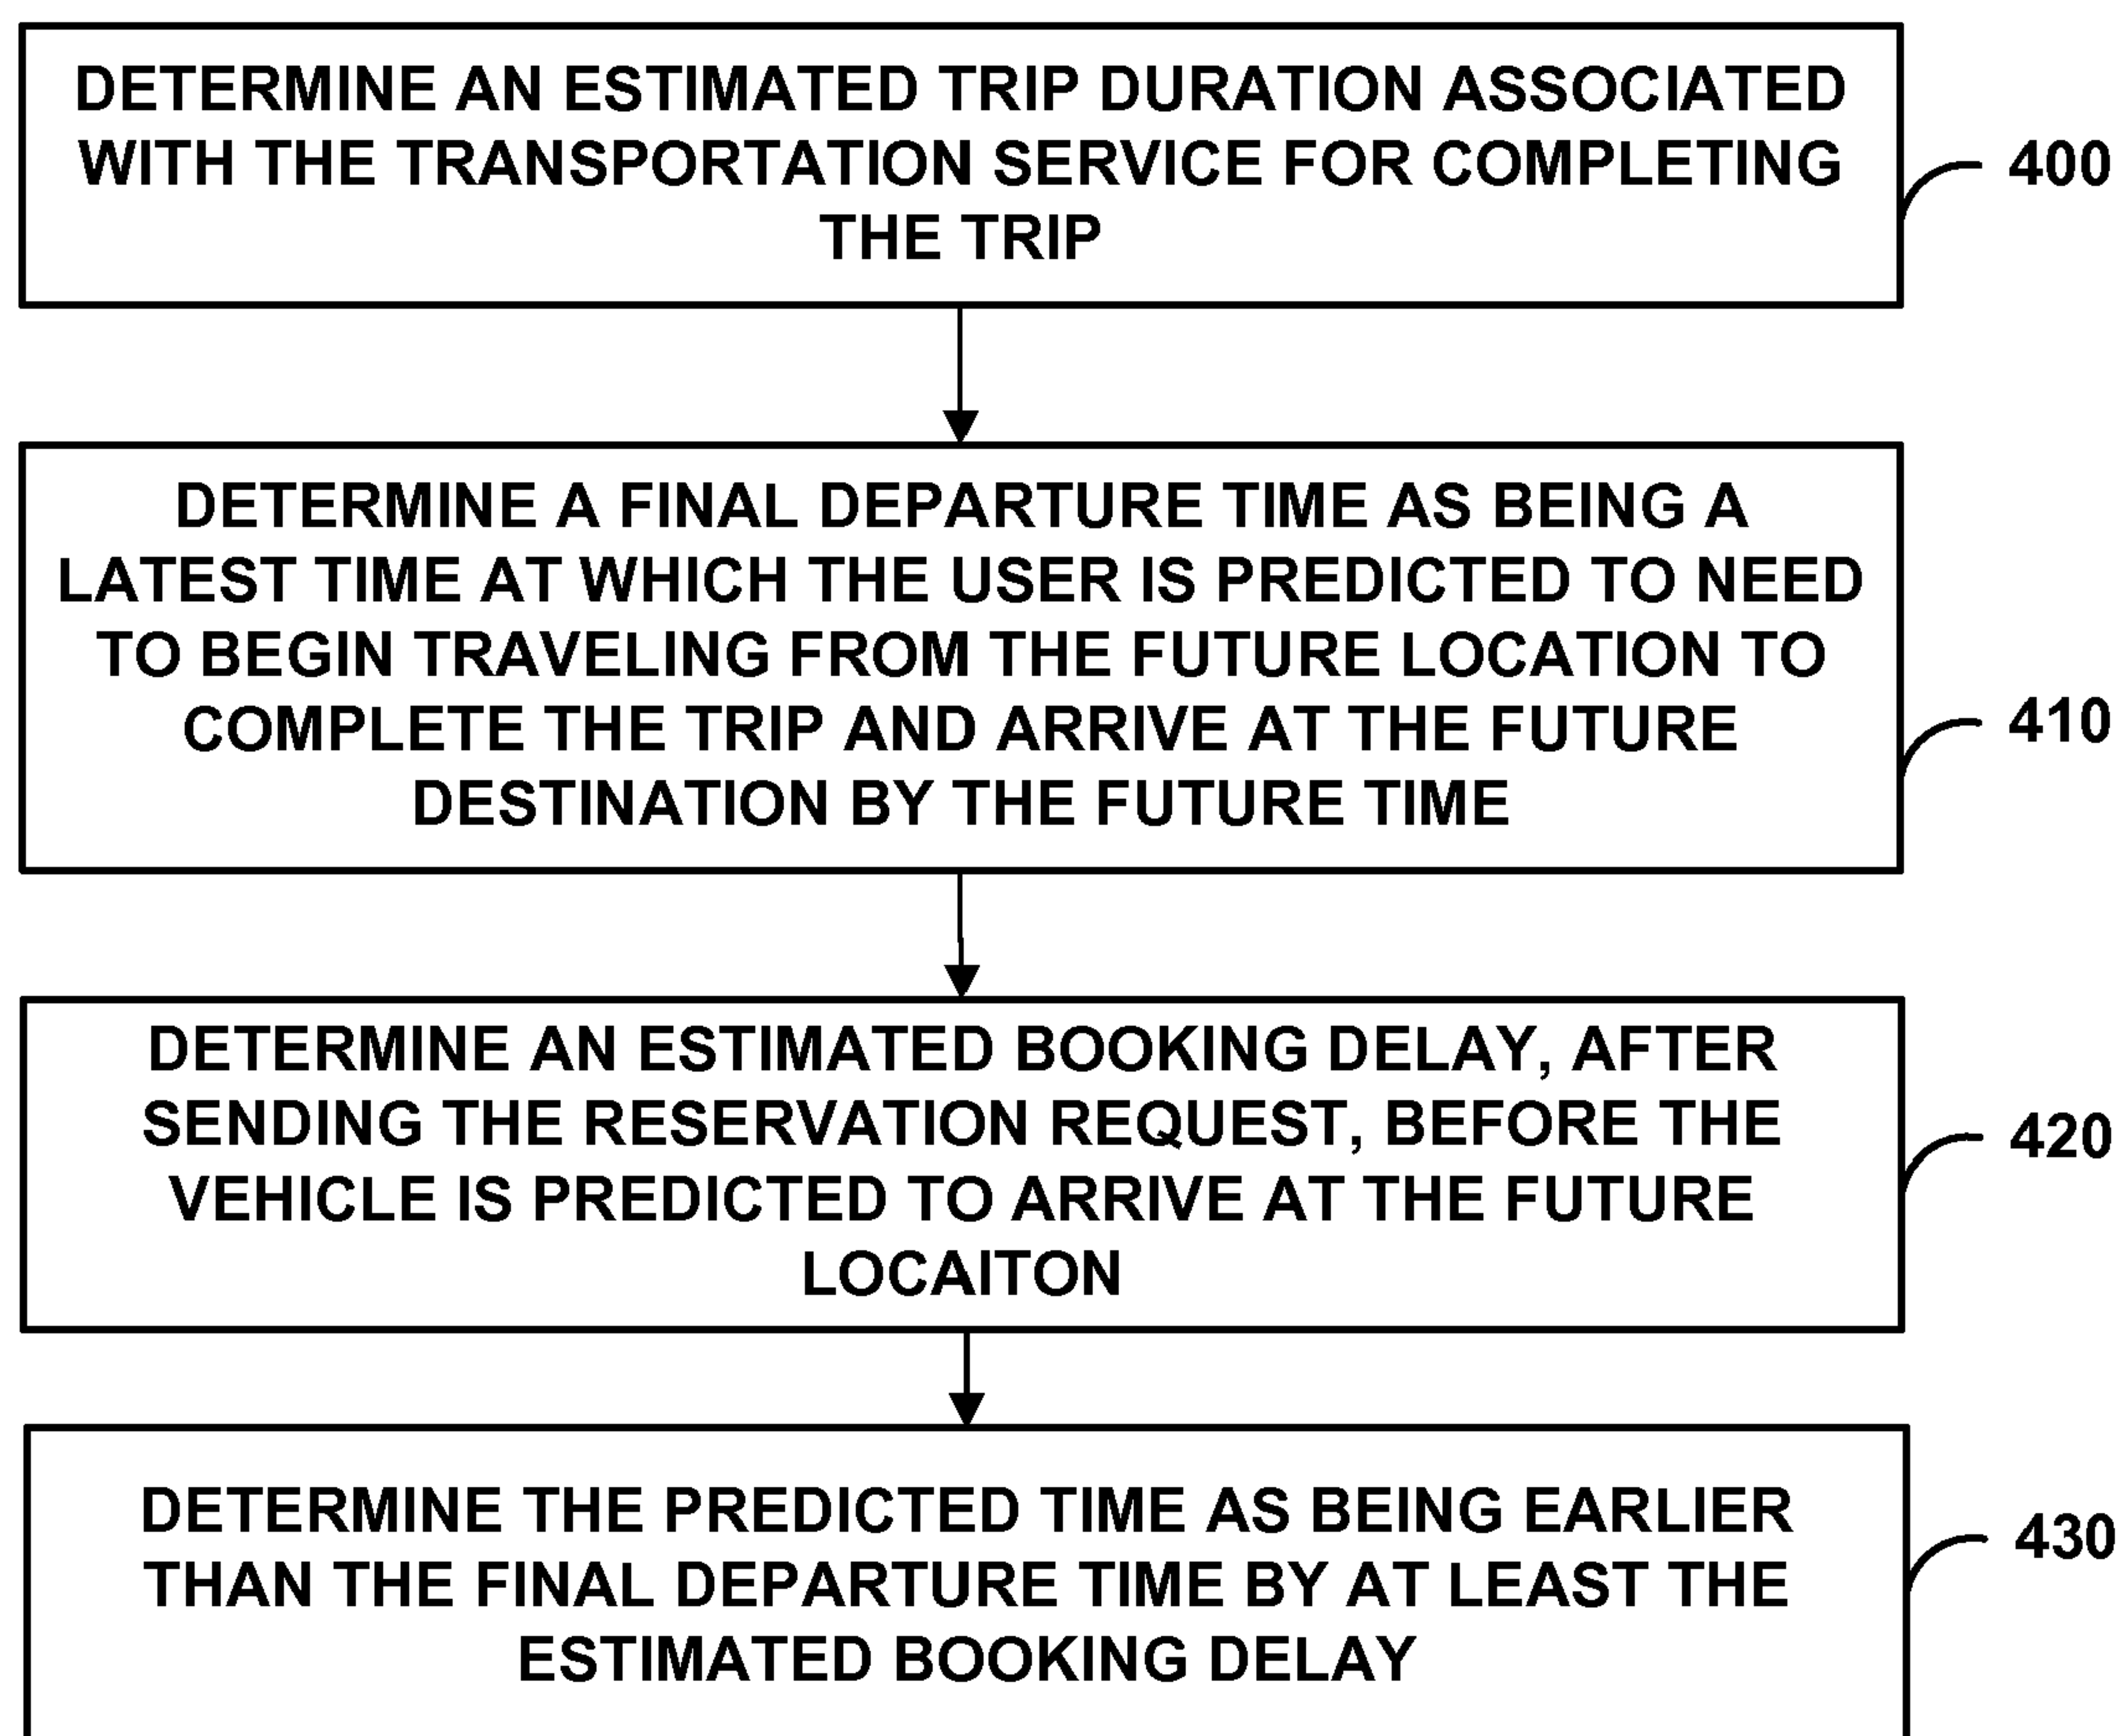 DETERMINE AN ESTIMATED TRIP DURATION ASSOCIATED
WITH THE TRANSPORTATION SERVICE FOR COMPLETING
THE TRIP
400
DETERMINE A FINAL DEPARTURE TIME AS BEING A
LATEST TIME AT WHICH THE USER IS PREDICTED TO NEED
TO BEGIN TRAVELING FROM THE FUTURE LOCATION TO
COMPLETE THE TRIP AND ARRIVE AT THE FUTURE
DESTINATION BY THE FUTURE TIME
410
DETERMINE AN ESTIMATED BOOKING DELAY, AFTER
SENDING THE RESERVATION REQUEST, BEFORE THE
VEHICLE IS PREDICTED TO ARRIVE AT THE FUTURE
LOCAITON
420
DETERMINE THE PREDICTED TIME AS BEING EARLIER
THAN THE FINAL DEPARTURE TIME BY AT LEAST THE
ESTIMATED BOOKING DELAY
430